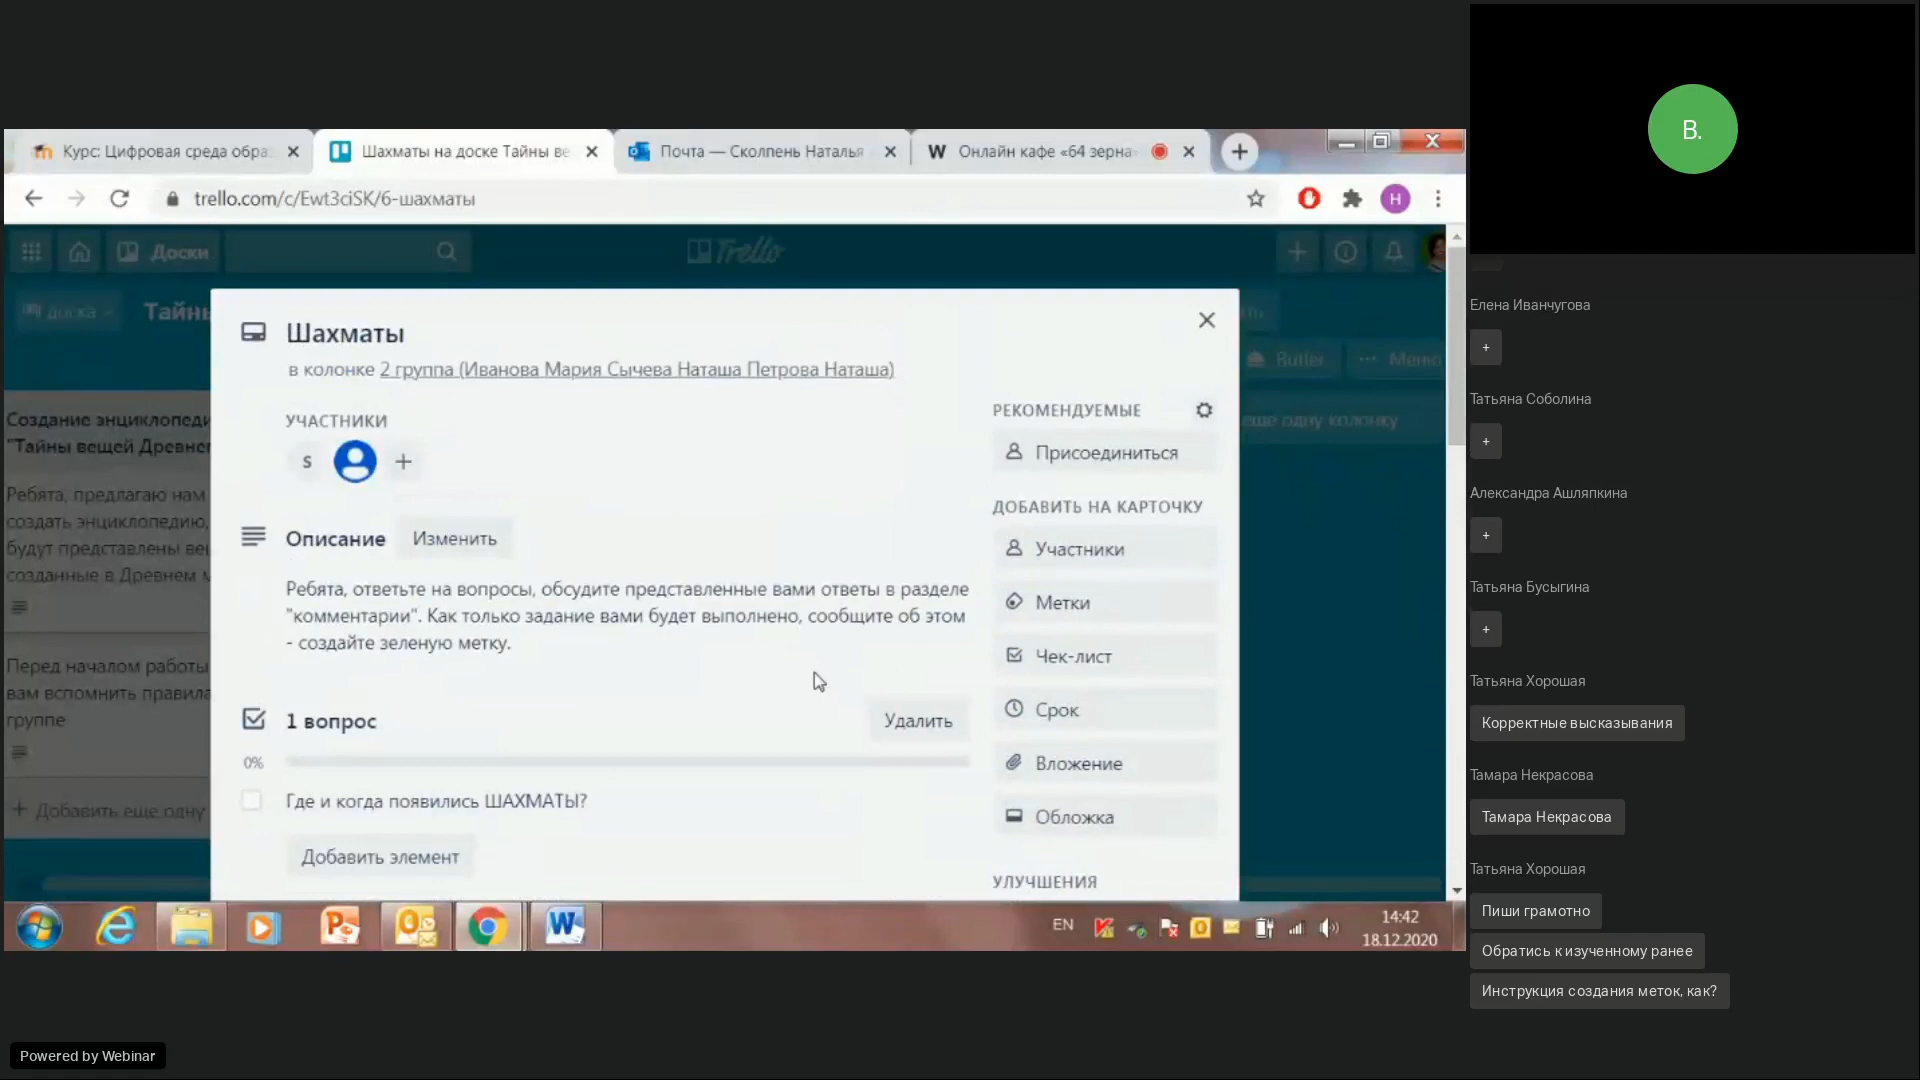 Курс: Цифровая среда обра
Шахматы на доске Тайны ве
Почта — Сколпень Наталья
W Онлайн кафе «64 зерна»
trello.com/c/Ewt3ciSK/6-шахматы
H
Доски
Trello
доска
Тайны
Butler
Меню
еще одну колонку
Создание энциклопеди
"Тайны вещей Древнег
Ребята, предлагаю нам
создать энциклопедию,
будут представлены вещ
созданные в Древнем м
Перед началом работы
вам вспомнить правила
группе
+ Добавить еще одну
Шахматы
в колонке 2 группа (Иванова Мария Сычева Наташа Петрова Наташа)
УЧАСТНИКИ
S
Описание
Изменить
Ребята, ответьте на вопросы, обсудите представленные вами ответы в разделе
"комментарии". Как только задание вами будет выполнено, сообщите об этом
- создайте зеленую метку.
1 вопрос
Удалить
0%
Где и когда появились ШАХМАТЫ?
Добавить элемент
РЕКОМЕНДУЕМЫЕ
Присоединиться
ДОБАВИТЬ НА КАРТОЧКУ
Участники
Метки
Чек-лист
Срок
Вложение
Обложка
УЛУЧШЕНИЯ
EN
14:42
18.12.2020
В.
Елена Иванчугова
+
Татьяна Соболина
+
Александра Ашляпкина
+
Татьяна Бусыгина
+
Татьяна Хорошая
Корректные высказывания
Тамара Некрасова
Тамара Некрасова
Татьяна Хорошая
Пиши грамотно
Обратись к изученному ранее
Инструкция создания меток, как?
Powered by Webinar